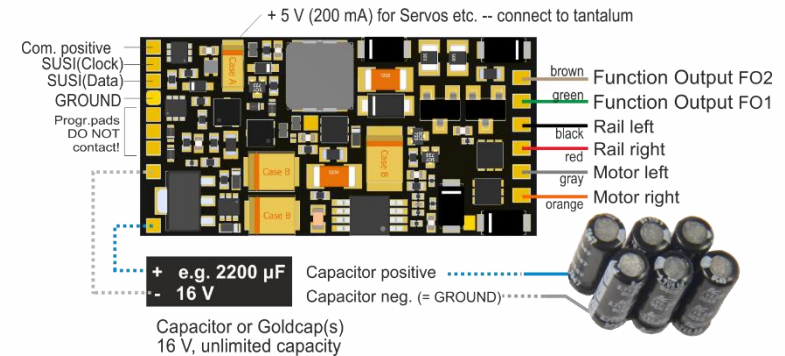 + 5 V (200 mA) for Servos etc. -- connect to tantalum
Com. positive
SUSI(Clock)
SUSI(Data)
GROUND
Progr.pads
DO NOT
contact!
Case A
Case B
Case B
Case B
brown
Function Output FO2
green
Function Output FO1
black
Rail left
red
Rail right
gray
Motor left
orange
Motor right
+ e.g. 2200 µF
- 16 V
Capacitor positive
Capacitor neg. (= GROUND)
Capacitor or Goldcap(s)
16 V, unlimited capacity